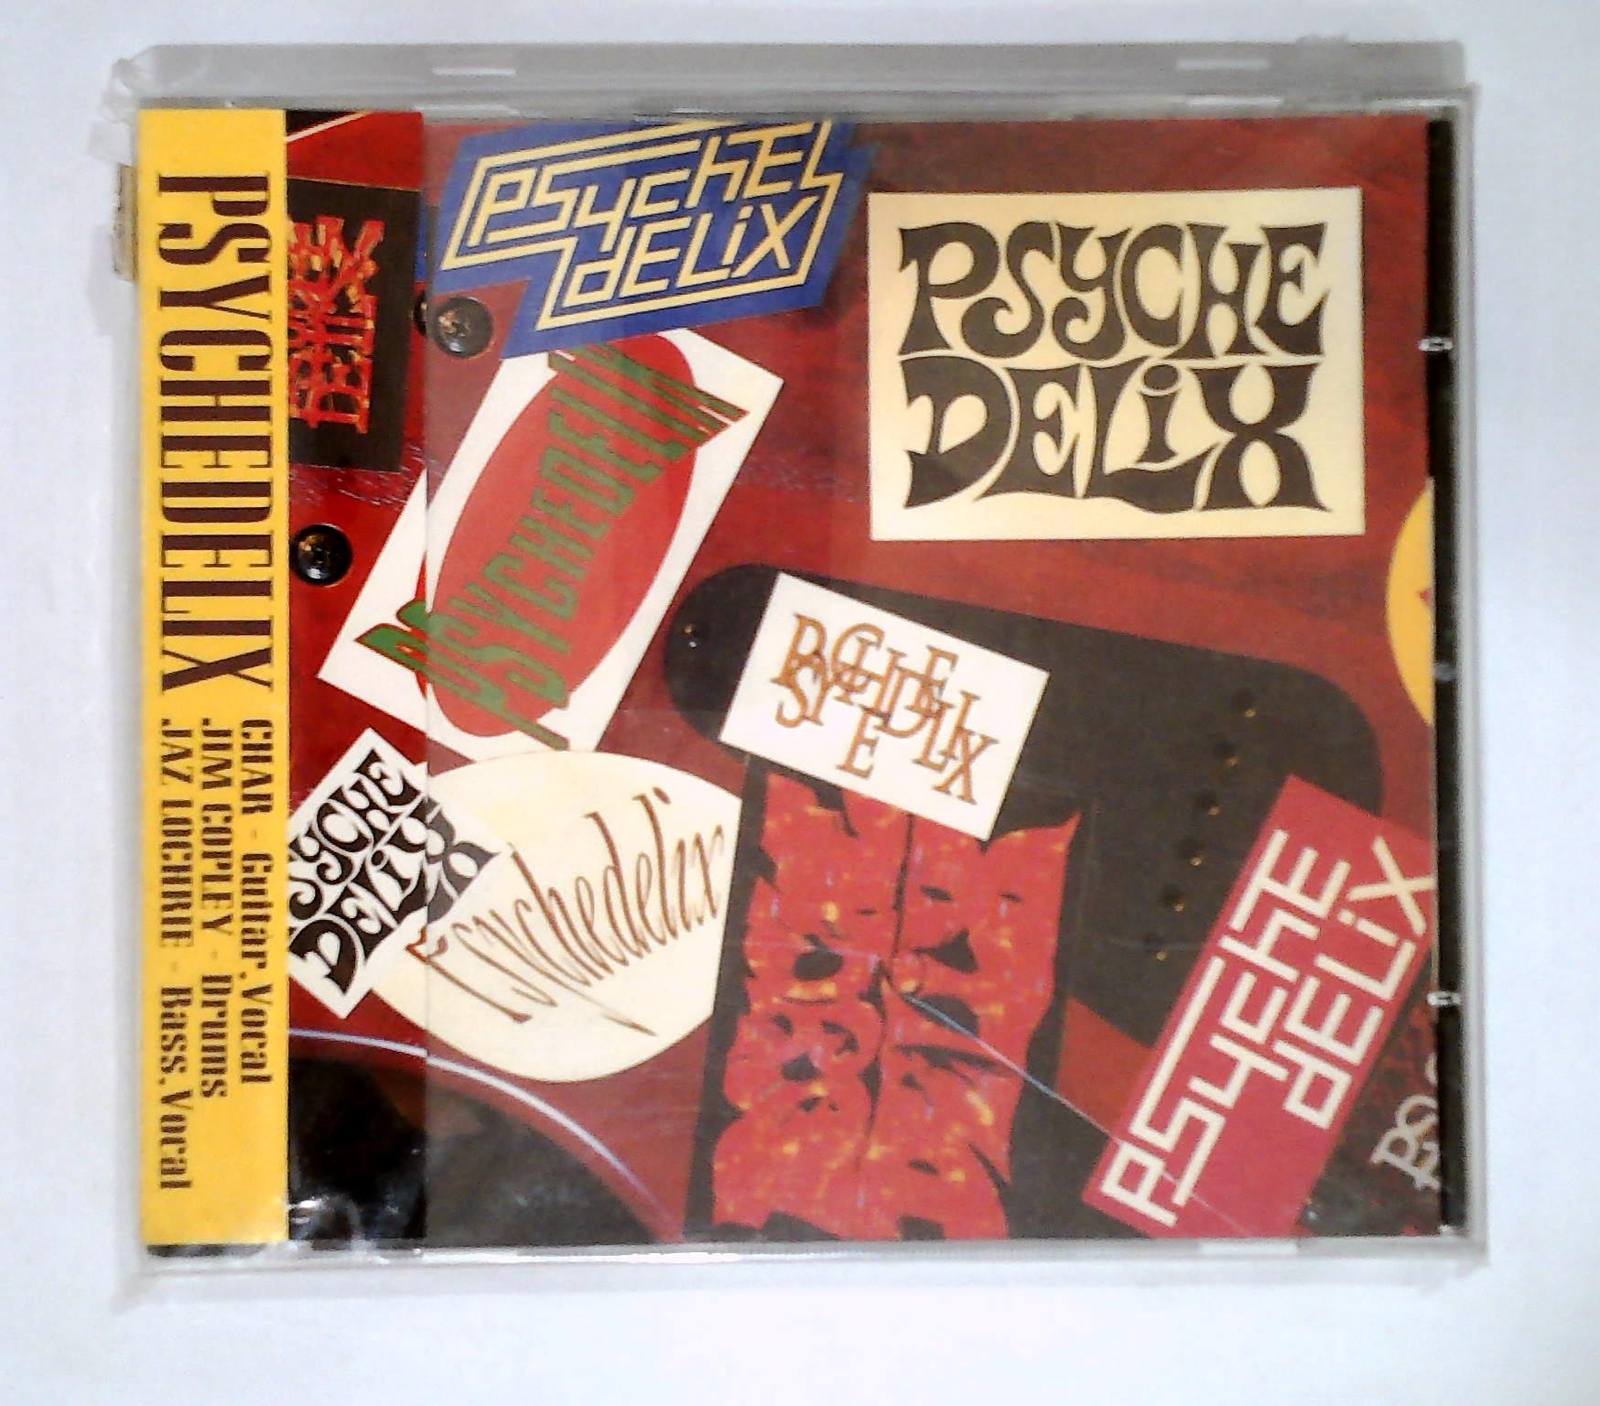 PSYCHEDELIX
CHAR - Guitar.Vocal
JIM COPLEY - Drums
JAZ LOCHRIE - Bass.Vocal
PSYCHE
DELiX
PSYCHE
DELiX
PSYCHEDELIX
PSYCHEDELIX
PSYCHE
DELiX
Psychedelix
PSYCHE
DELiX